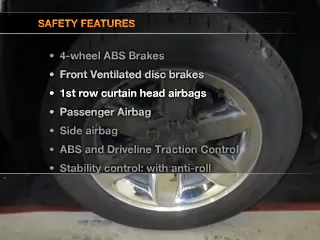 SAFETY FEATURES
• 4-wheel ABS Brakes
• Front Ventilated disc brakes
• 1st row curtain head airbags
• Passenger Airbag
• Side airbag
• ABS and Driveline Traction Control
• Stability control: with anti-roll